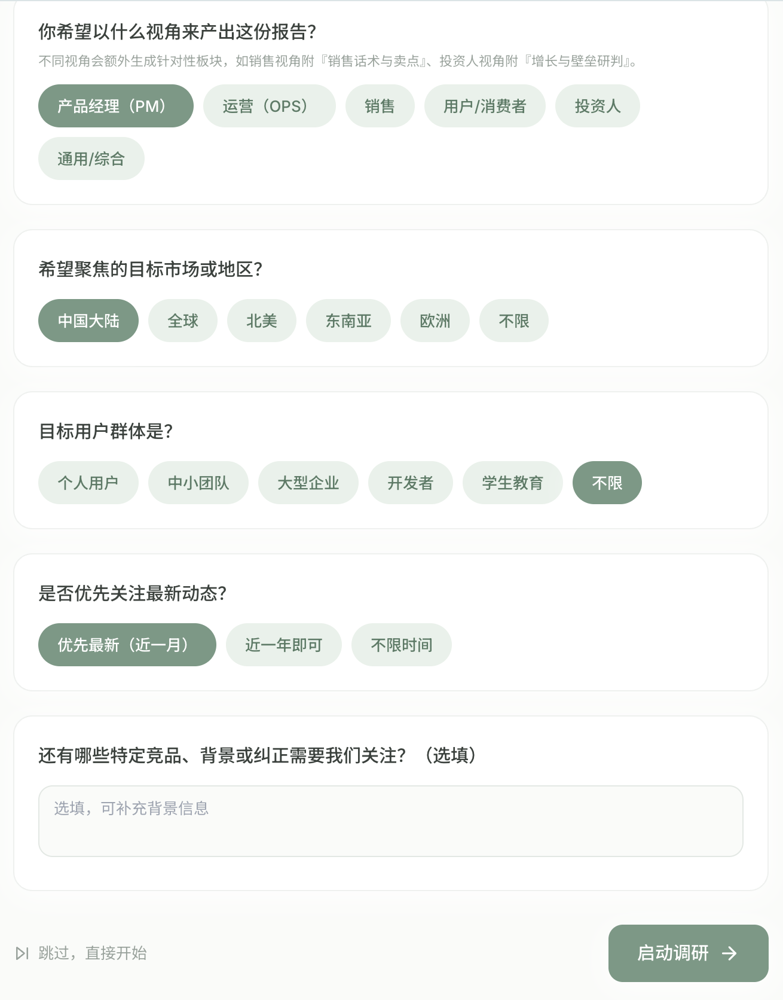 你希望以什么视角来产出这份报告？
不同视角会额外生成针对性板块，如销售视角附『销售话术与卖点』、投资人视角附『增长与壁垒研判』。
产品经理（PM） 运营（OPS） 销售 用户/消费者 投资人
通用/综合
希望聚焦的目标市场或地区？
中国大陆 全球 北美 东南亚 欧洲 不限
目标用户群体是？
个人用户 中小团队 大型企业 开发者 学生教育 不限
是否优先关注最新动态？
优先最新（近一月） 近一年即可 不限时间
还有哪些特定竞品、背景或纠正需要我们关注？（选填）
选填，可补充背景信息
跳过，直接开始 启动调研 →